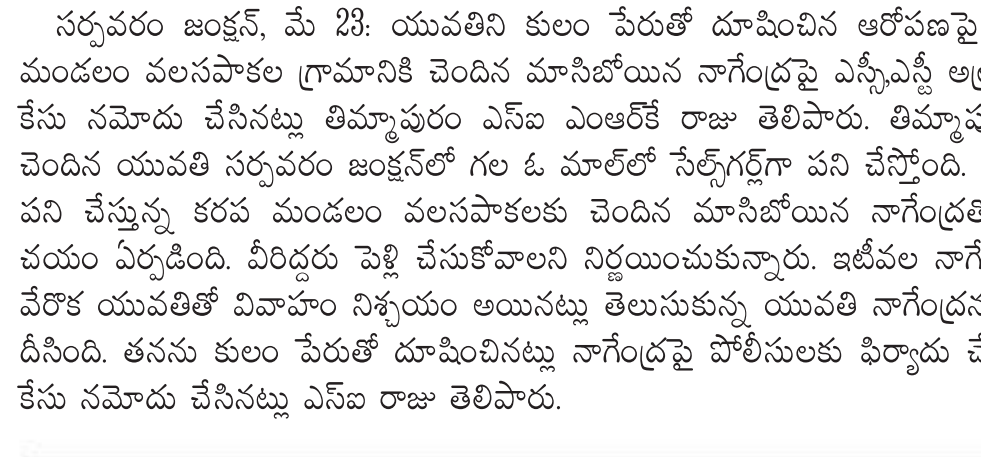 సర్పవరం జంక్షన్, మే 23: యువతిని కులం పేరుతో దూషించిన ఆరోపణపై
మండలం వలసపాకల గ్రామానికి చెందిన మాసిబోయిన నాగేంద్రపై ఎస్సీ,ఎస్టీ
కేసు నమోదు చేసినట్లు తిమ్మాపురం ఎస్ఐ ఎంఆర్‌కే రాజు తెలిపారు.
చెందిన యువతి సర్పవరం జంక్షన్‌లో గల ఓ మాల్‌లో సేల్స్‌గర్ల్‌గా పని చేస్తోంది.
పని చేస్తున్న కరప మండలం వలసపాకలకు చెందిన మాసిబోయిన
చయం ఏర్పడింది. వీరిద్దరు పెళ్లి చేసుకోవాలని నిర్ణయించుకున్నారు. ఇటీవల
వేరొక యువతితో వివాహం నిశ్చయం అయినట్లు తెలుసుకున్న యువతి
దీసింది. తనను కులం పేరుతో దూషించినట్లు నాగేంద్రపై పోలీసులకు ఫిర్యాదు
కేసు నమోదు చేసినట్లు ఎస్ఐ రాజు తెలిపారు.